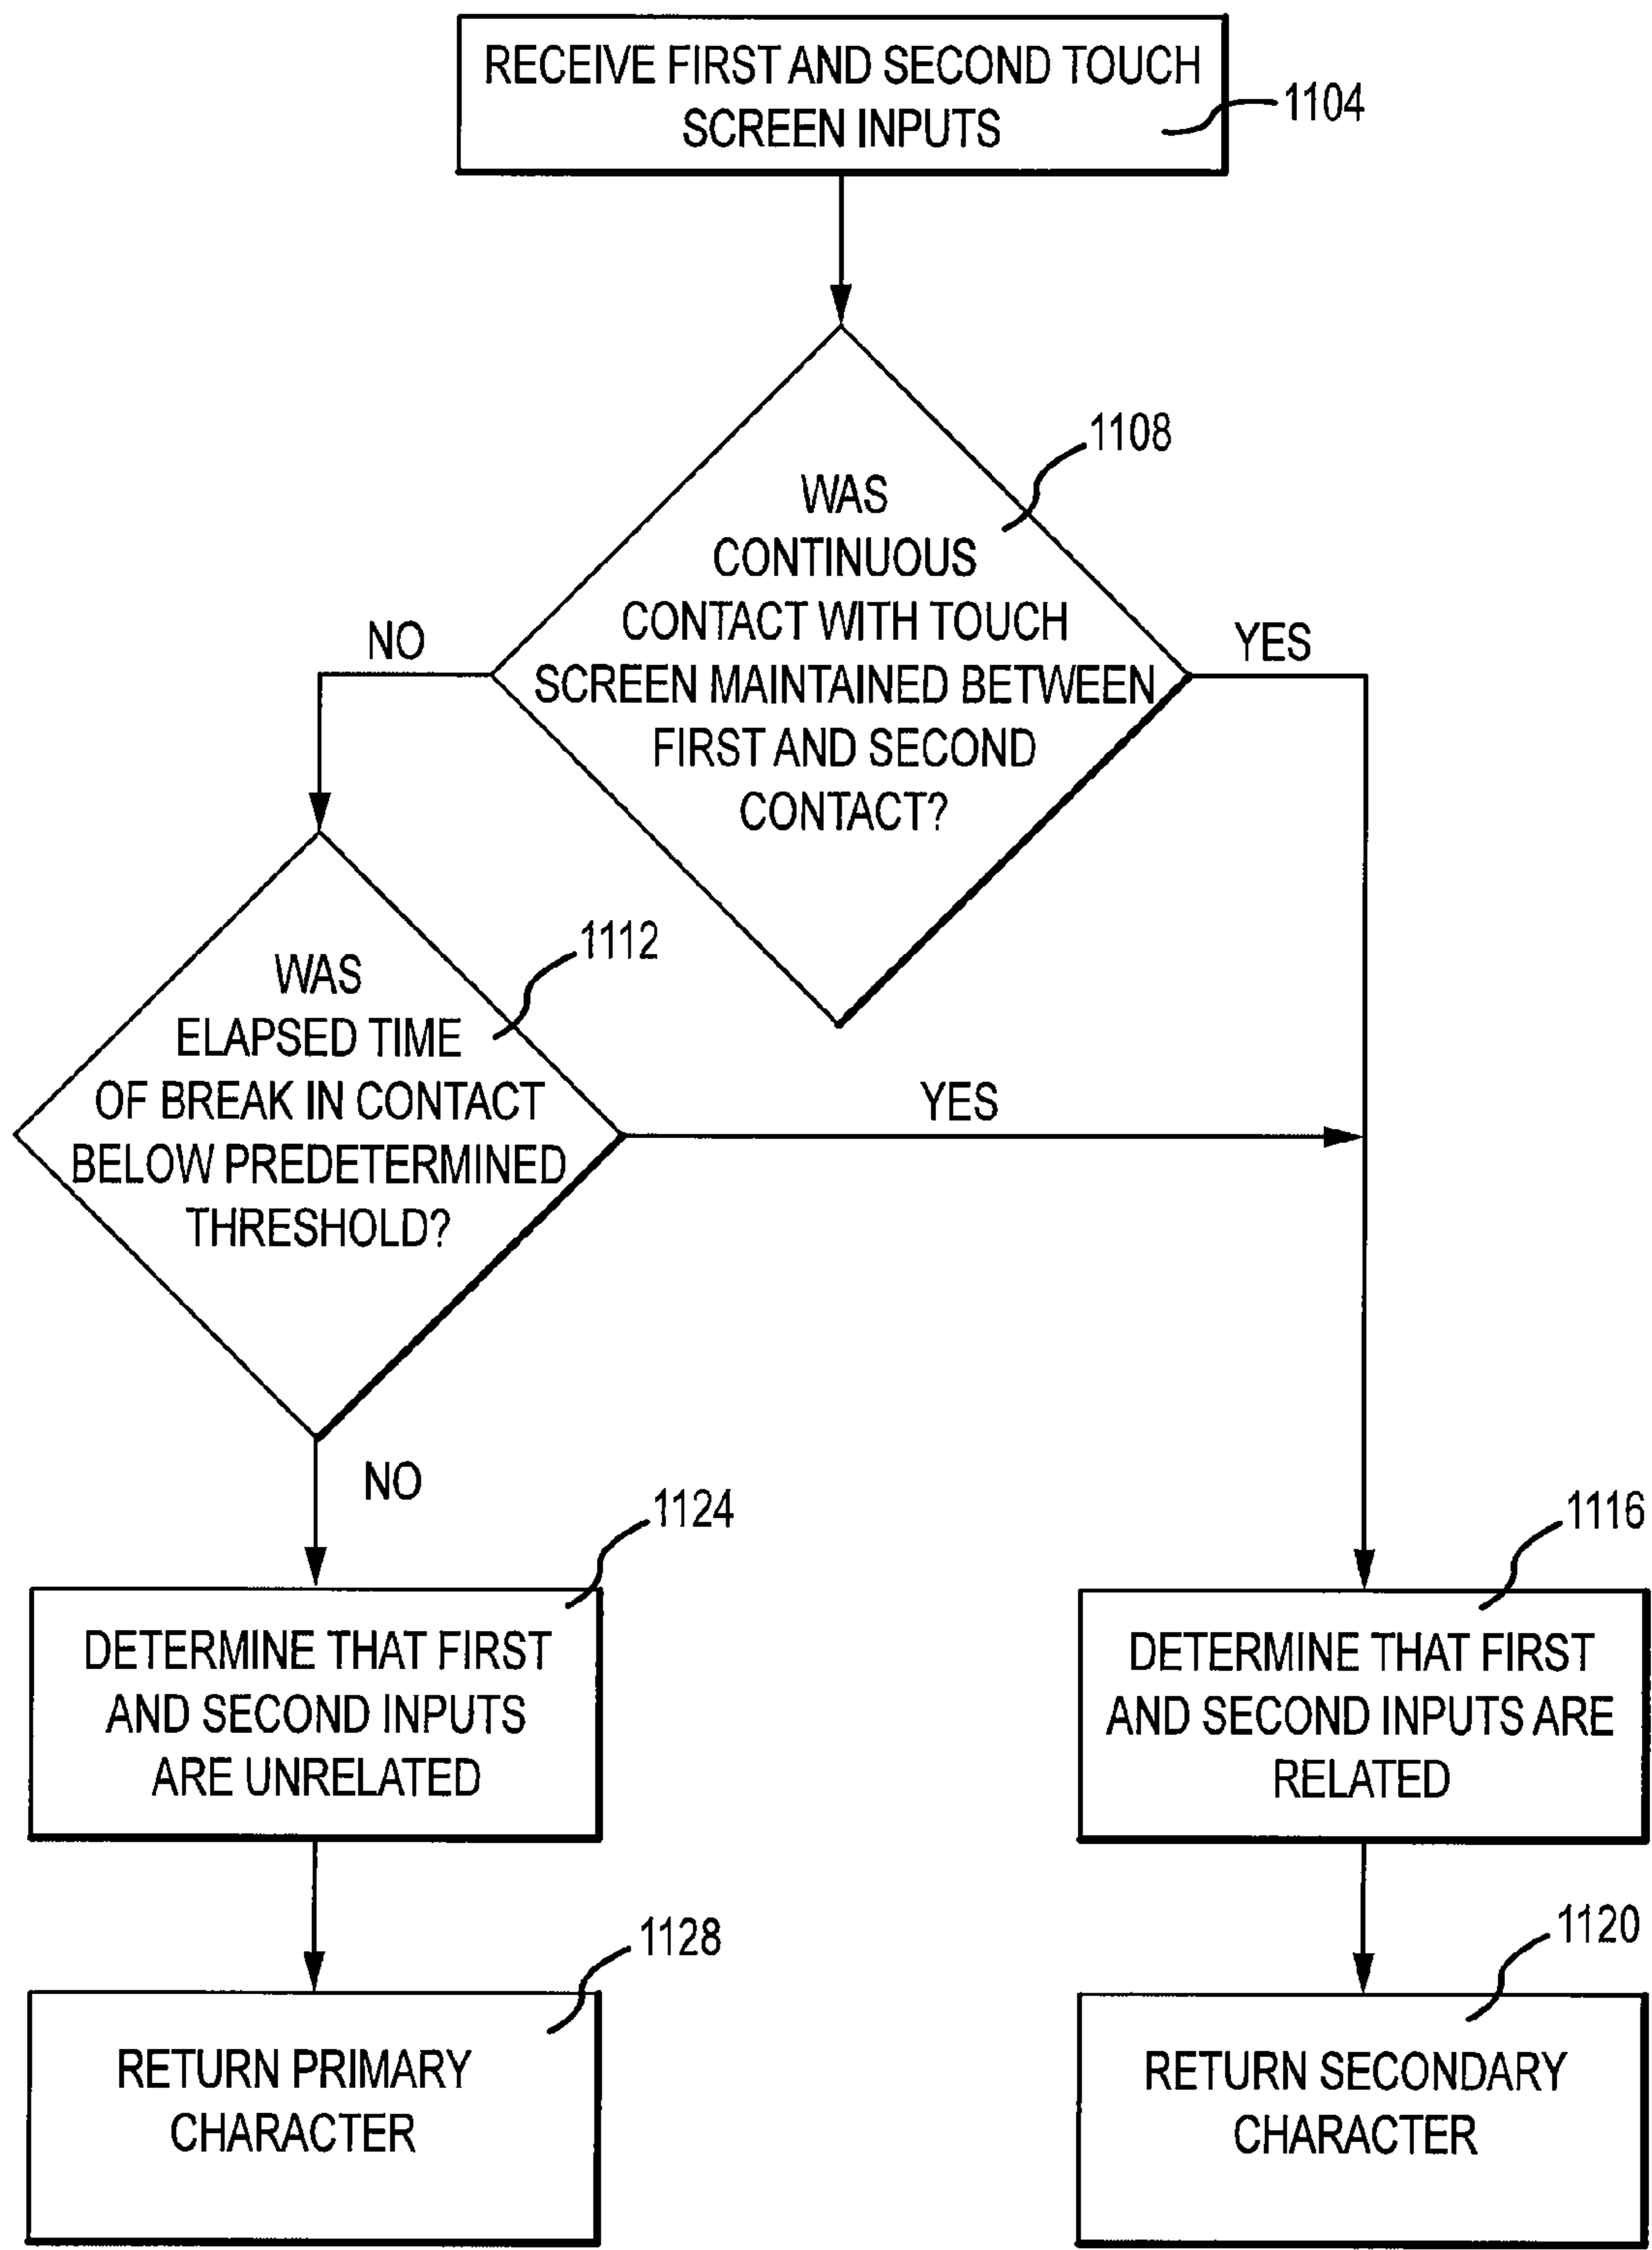 RECEIVE FIRST AND SECOND TOUCH
SCREEN INPUTS
1104
1108
WAS
CONTINUOUS
CONTACT WITH TOUCH
SCREEN MAINTAINED BETWEEN
FIRST AND SECOND
CONTACT?
NO
YES
1112
WAS
ELAPSED TIME
OF BREAK IN CONTACT
BELOW PREDETERMINED
THRESHOLD?
YES
NO
1124
DETERMINE THAT FIRST
AND SECOND INPUTS
ARE UNRELATED
1116
DETERMINE THAT FIRST
AND SECOND INPUTS ARE
RELATED
1128
RETURN PRIMARY
CHARACTER
1120
RETURN SECONDARY
CHARACTER